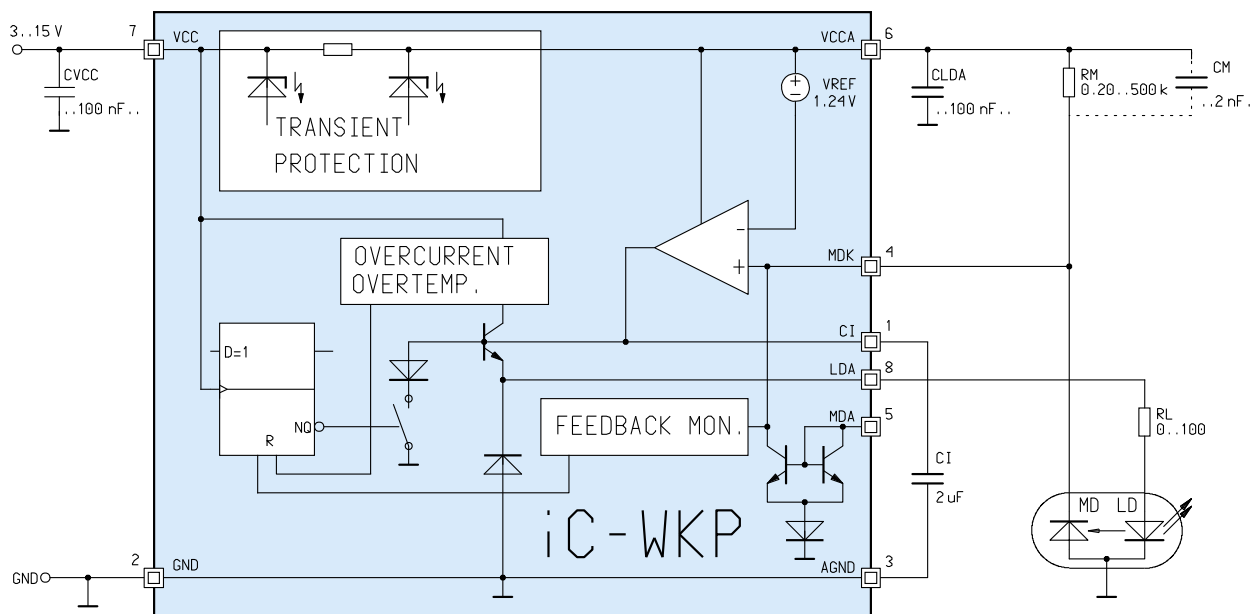 3..15 V
7
VCC
VCCA
6
CVCC
..100 nF..
TRANSIENT
PROTECTION
VREF
1.24V
CLDA
..100 nF..
RM
0.20..500k
CM
..2 nF.
OVERCURRENT
OVERTEMP.
-
+
MDK
4
D=1
NQ
R
CI
1
LDA
8
MDA
5
FEEDBACK MON.
RL
0..100
CI
2uF
MD LD
iC-WKP
GND
2
GND
AGND
3